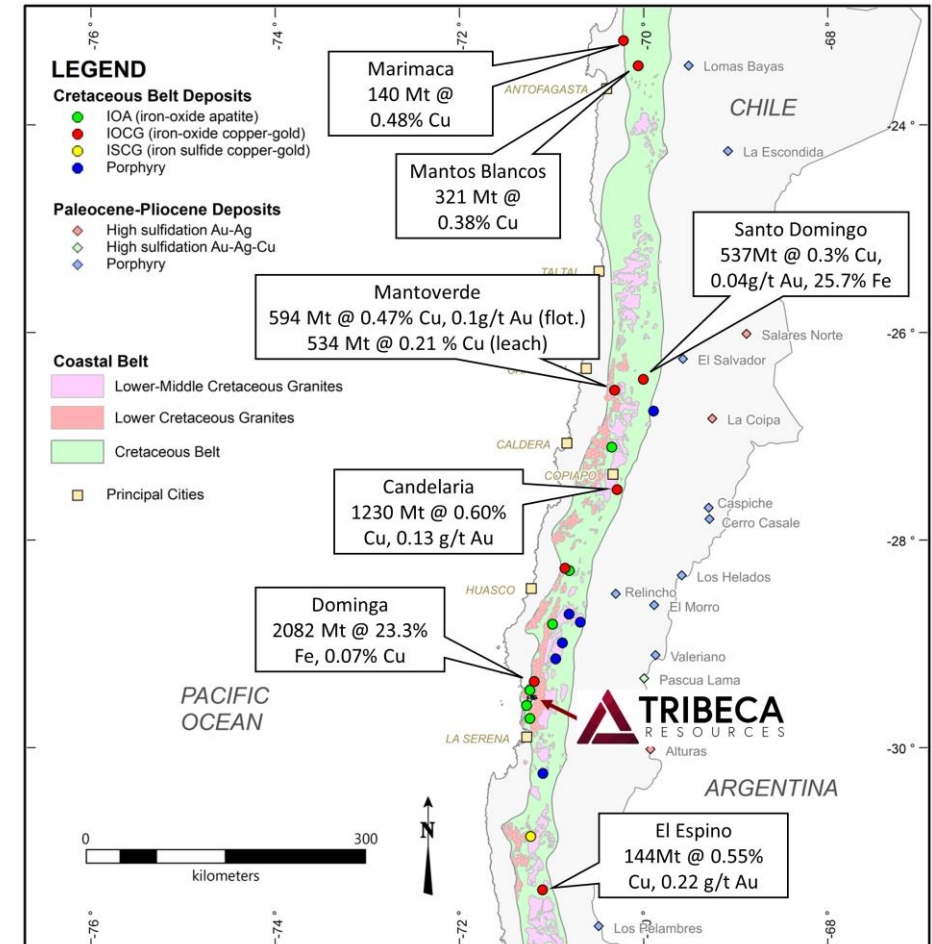 -76 °
-74 °
-72 °
-70 °
-68 °
LEGEND
Cretaceous Belt Deposits
IOA (iron-oxide apatite)
IOCG (iron-oxide copper-gold)
ISCG (iron sulfide copper-gold)
Porphyry
Paleocene-Pliocene Deposits
High sulfidation Au-Ag
High sulfidation Au-Ag-Cu
Porphyry
Coastal Belt
Lower-Middle Cretaceous Granites
Lower Cretaceous Granites
Cretaceous Belt
Principal Cities
Marimaca
140 Mt @
0.48% Cu
ANTOFAGASTA
Lomas Bayas
CHILE
-24 °
La Escondida
Mantos Blancos
321 Mt @
0.38% Cu
Santo Domingo
537Mt @ 0.3% Cu,
0.04g/t Au, 25.7% Fe
TALTAL
Mantoverde
594 Mt @ 0.47% Cu, 0.1g/t Au (flot.)
534 Mt @ 0.21 % Cu (leach)
Salares Norte
-26 °
El Salvador
La Coipa
CALDERA
COPIAPO
Candelaria
1230 Mt @ 0.60%
Cu, 0.13 g/t Au
Caspiche
Cerro Casale
-28 °
Los Helados
HUASCO
Relincho
El Morro
Dominga
2082 Mt @ 23.3%
Fe, 0.07% Cu
Valeriano
Pascua Lama
PACIFIC
OCEAN
TRIBECA
RESOURCES
LA SERENA
Alturas
-30 °
ARGENTINA
0
300
kilometers
N
El Espino
144Mt @ 0.55%
Cu, 0.22 g/t Au
Los Pelambres
-76 °
-74 °
-72 °
-68 °